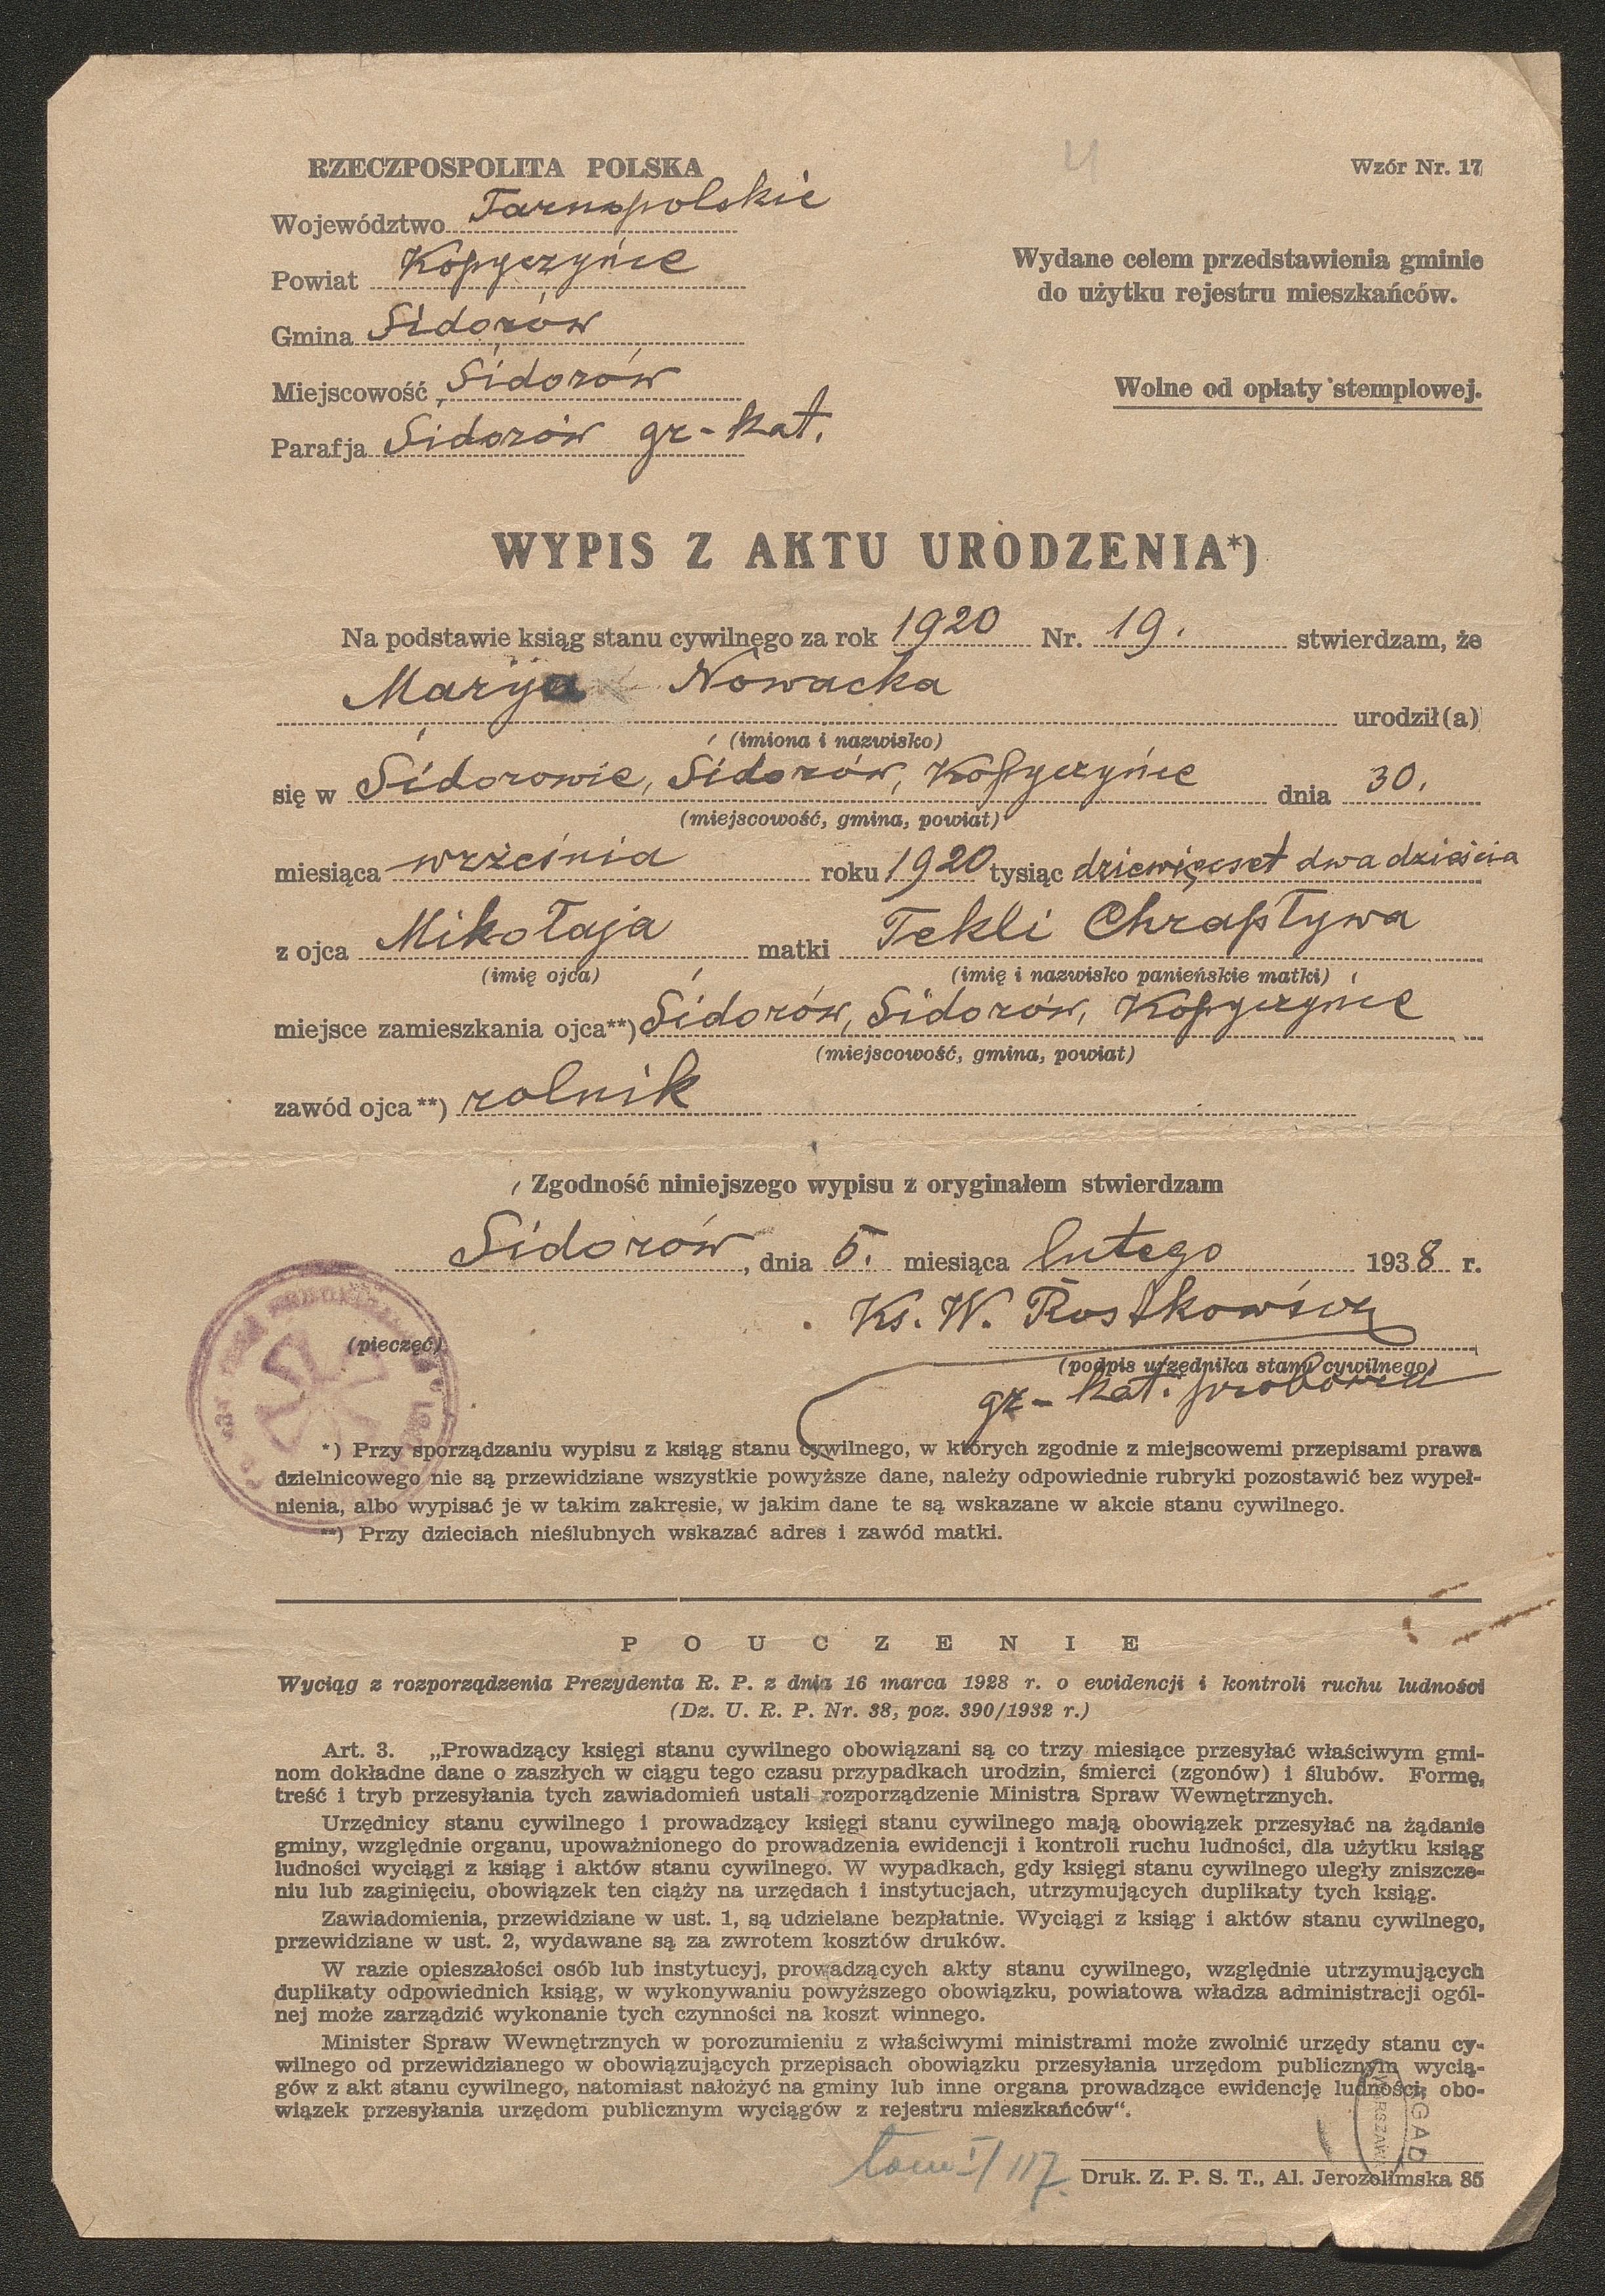 4
RZECZPOSPOLITA POLSKA
Wzór Nr. 17
Województwo Tarnopolskie
Powiat Kopyczyńce
Gmina Sidorów
Miejscowość Sidorów
Parafja Sidorów gr-kat.
Wydane celem przedstawienia gminie
do użytku rejestru mieszkańców.
Wolne od opłaty stemplowej.
WYPIS Z AKTU URODZENIA*)
Na podstawie ksiąg stanu cywilnego za rok 1920 Nr. 19. stwierdzam, że
Marya Nowacka urodził(a)
(imiona i nazwisko)
się w Sidorowie, Sidorów, Kopyczyńce dnia 30.
(miejscowość, gmina, powiat)
miesiąca września roku 1920 tysiąc dziewięcset dwadzieścia
z ojca Mikołaja matki Tekli Chrapływa
(imię ojca) (imię i nazwisko panieńskie matki)
miejsce zamieszkania ojca**) Sidorów, Sidorów, Kopyczyńce
(miejscowość, gmina, powiat)
zawód ojca**) rolnik
Zgodność niniejszego wypisu z oryginałem stwierdzam
Sidorów, dnia 5. miesiąca lutego 1938 r.
Ks. W. Rostkowicz
(pieczęć)
(podpis urzędnika stanu cywilnego)
gr-kat. proboszcz
*) Przy sporządzaniu wypisu z ksiąg stanu cywilnego, w których zgodnie z miejscowemi przepisami prawa
dzielnicowego nie są przewidziane wszystkie powyższe dane, należy odpowiednie rubryki pozostawić bez wypeł-
nienia, albo wypisać je w takim zakresie, w jakim dane te są wskazane w akcie stanu cywilnego.
**) Przy dzieciach nieślubnych wskazać adres i zawód matki.
POUCZENIE
Wyciąg z rozporządzenia Prezydenta R. P. z dnia 16 marca 1928 r. o ewidencji i kontroli ruchu ludności
(Dz. U. R. P. Nr. 38, poz. 390/1932 r.)
Art. 3. „Prowadzący księgi stanu cywilnego obowiązani są co trzy miesiące przesyłać właściwym gmi-
nom dokładne dane o zaszłych w ciągu tego czasu przypadkach urodzin, śmierci (zgonów) i ślubów. Formę,
treść i tryb przesyłania tych zawiadomień ustali rozporządzenie Ministra Spraw Wewnętrznych.
Urzędnicy stanu cywilnego i prowadzący księgi stanu cywilnego mają obowiązek przesyłać na żądanie
gminy, względnie organu, upoważnionego do prowadzenia ewidencji i kontroli ruchu ludności, dla użytku ksiąg
ludności wyciągi z ksiąg i aktów stanu cywilnego. W wypadkach, gdy księgi stanu cywilnego uległy zniszcze-
niu lub zaginięciu, obowiązek ten ciąży na urzędach i instytucjach, utrzymujących duplikaty tych ksiąg.
Zawiadomienia, przewidziane w ust. 1, są udzielane bezpłatnie. Wyciągi z ksiąg i aktów stanu cywilnego,
przewidziane w ust. 2, wydawane są za zwrotem kosztów druków.
W razie opieszałości osób lub instytucyj, prowadzących akty stanu cywilnego, względnie utrzymujących
duplikaty odpowiednich ksiąg, w wykonywaniu powyższego obowiązku, powiatowa władza administracji ogól-
nej może zarządzić wykonanie tych czynności na koszt winnego.
Minister Spraw Wewnętrznych w porozumieniu z właściwymi ministrami może zwolnić urzędy stanu cy-
wilnego od przewidzianego w obowiązujących przepisach obowiązku przesyłania urzędom publicznym wycią-
gów z akt stanu cywilnego, natomiast nałożyć na gminy lub inne organa prowadzące ewidencję ludności, obo-
wiązek przesyłania urzędom publicznym wyciągów z rejestru mieszkańców“.
AGAD
WARSZAWA
tom I/117.
Druk. Z. P. S. T., Al. Jerozolimska 85